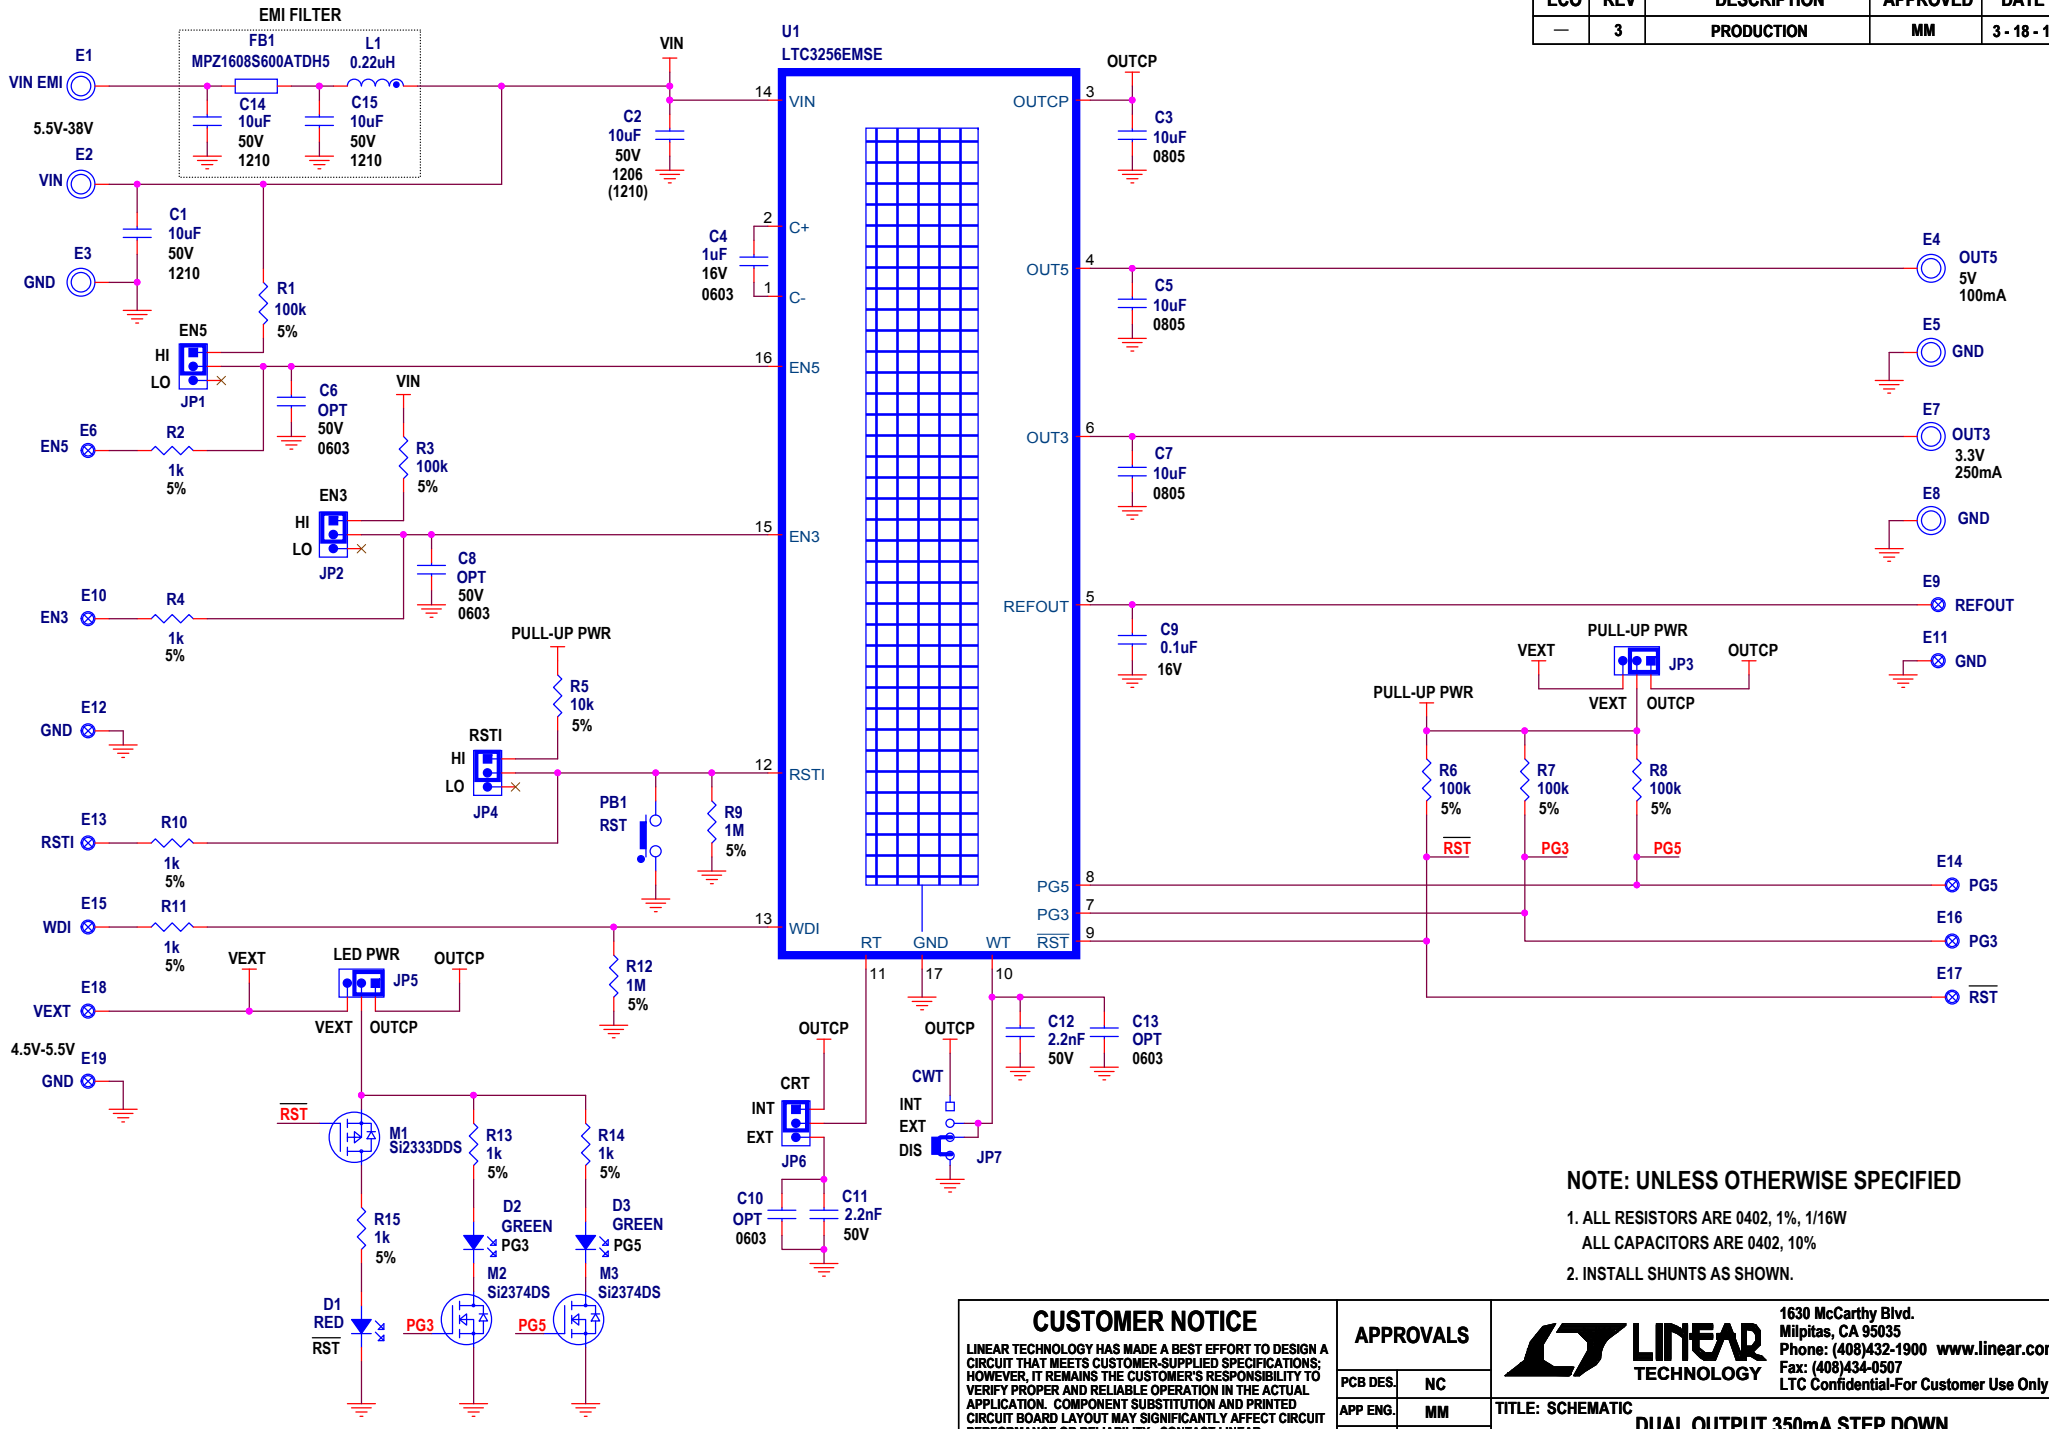 ECO REV DESCRIPTION APPROVED DATE
— 3 PRODUCTION MM 3 - 18 - 1
EMI FILTER
FB1
MPZ1608S600ATDH5
L1
0.22uH
E1
VIN EMI
5.5V-38V
C14
10uF
50V
1210
C15
10uF
50V
1210
E2
VIN
C1
10uF
50V
1210
E3
GND
VIN
C2
10uF
50V
1206
(1210)
C4
1uF
16V
0603
R1
100k
5%
EN5
HI
LO
JP1
C6
OPT
50V
0603
E6
EN5
R2
1k
5%
VIN
R3
100k
5%
EN3
HI
LO
JP2
C8
OPT
50V
0603
E10
EN3
R4
1k
5%
PULL-UP PWR
R5
10k
5%
E12
GND
RSTI
HI
LO
JP4
PB1
RST
R9
1M
5%
E13
RSTI
R10
1k
5%
E15
WDI
R11
1k
5%
R12
1M
5%
E18
VEXT
4.5V-5.5V
E19
GND
VEXT
LED PWR
OUTCP
JP5
VEXT OUTCP
RST
M1
Si2333DDS
R13
1k
5%
R14
1k
5%
R15
1k
5%
D2
GREEN
PG3
D3
GREEN
PG5
M2
Si2374DS
M3
Si2374DS
D1
RED
RST
PG3
PG5
U1
LTC3256EMSE
14 VIN
2 C+
1 C-
16 EN5
15 EN3
12 RSTI
13 WDI
RT
GND
WT
11
17
10
OUTCP 3
OUT5 4
OUT3 6
REFOUT 5
PG5 8
PG3 7
RST 9
OUTCP
C3
10uF
0805
C5
10uF
0805
C7
10uF
0805
C9
0.1uF
16V
E4
OUT5
5V
100mA
E5
GND
E7
OUT3
3.3V
250mA
E8
GND
E9
REFOUT
E11
GND
PULL-UP PWR
VEXT
OUTCP
JP3
VEXT OUTCP
PULL-UP PWR
R6
100k
5%
R7
100k
5%
R8
100k
5%
RST
PG3
PG5
E14
PG5
E16
PG3
E17
RST
OUTCP
CRT
INT
EXT
JP6
C10
OPT
0603
C11
2.2nF
50V
OUTCP
CWT
INT
EXT
DIS
JP7
C12
2.2nF
50V
C13
OPT
0603
NOTE: UNLESS OTHERWISE SPECIFIED
1. ALL RESISTORS ARE 0402, 1%, 1/16W
ALL CAPACITORS ARE 0402, 10%
2. INSTALL SHUNTS AS SHOWN.
CUSTOMER NOTICE
LINEAR TECHNOLOGY HAS MADE A BEST EFFORT TO DESIGN A
CIRCUIT THAT MEETS CUSTOMER-SUPPLIED SPECIFICATIONS;
HOWEVER, IT REMAINS THE CUSTOMER'S RESPONSIBILITY TO
VERIFY PROPER AND RELIABLE OPERATION IN THE ACTUAL
APPLICATION. COMPONENT SUBSTITUTION AND PRINTED
CIRCUIT BOARD LAYOUT MAY SIGNIFICANTLY AFFECT CIRCUIT
PERFORMANCE OR RELIABILITY. CONTACT LINEAR
APPROVALS
PCB DES. NC
APP ENG. MM
LINEAR
TECHNOLOGY
1630 McCarthy Blvd.
Milpitas, CA 95035
Phone: (408)432-1900 www.linear.com
Fax: (408)434-0507
LTC Confidential-For Customer Use Only
TITLE: SCHEMATIC
DUAL OUTPUT 350mA STEP DOWN